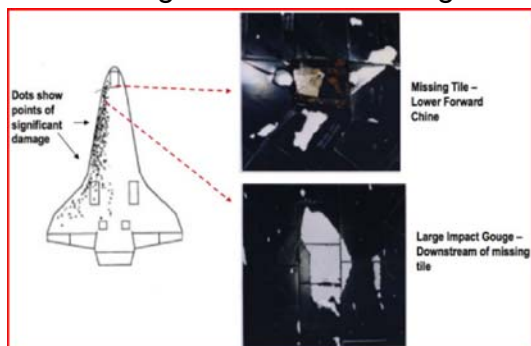 Dots show
points of
significant
damage
Missing Tile –
Lower Forward
Chine
Large Impact Gouge –
Downstream of missing
tile